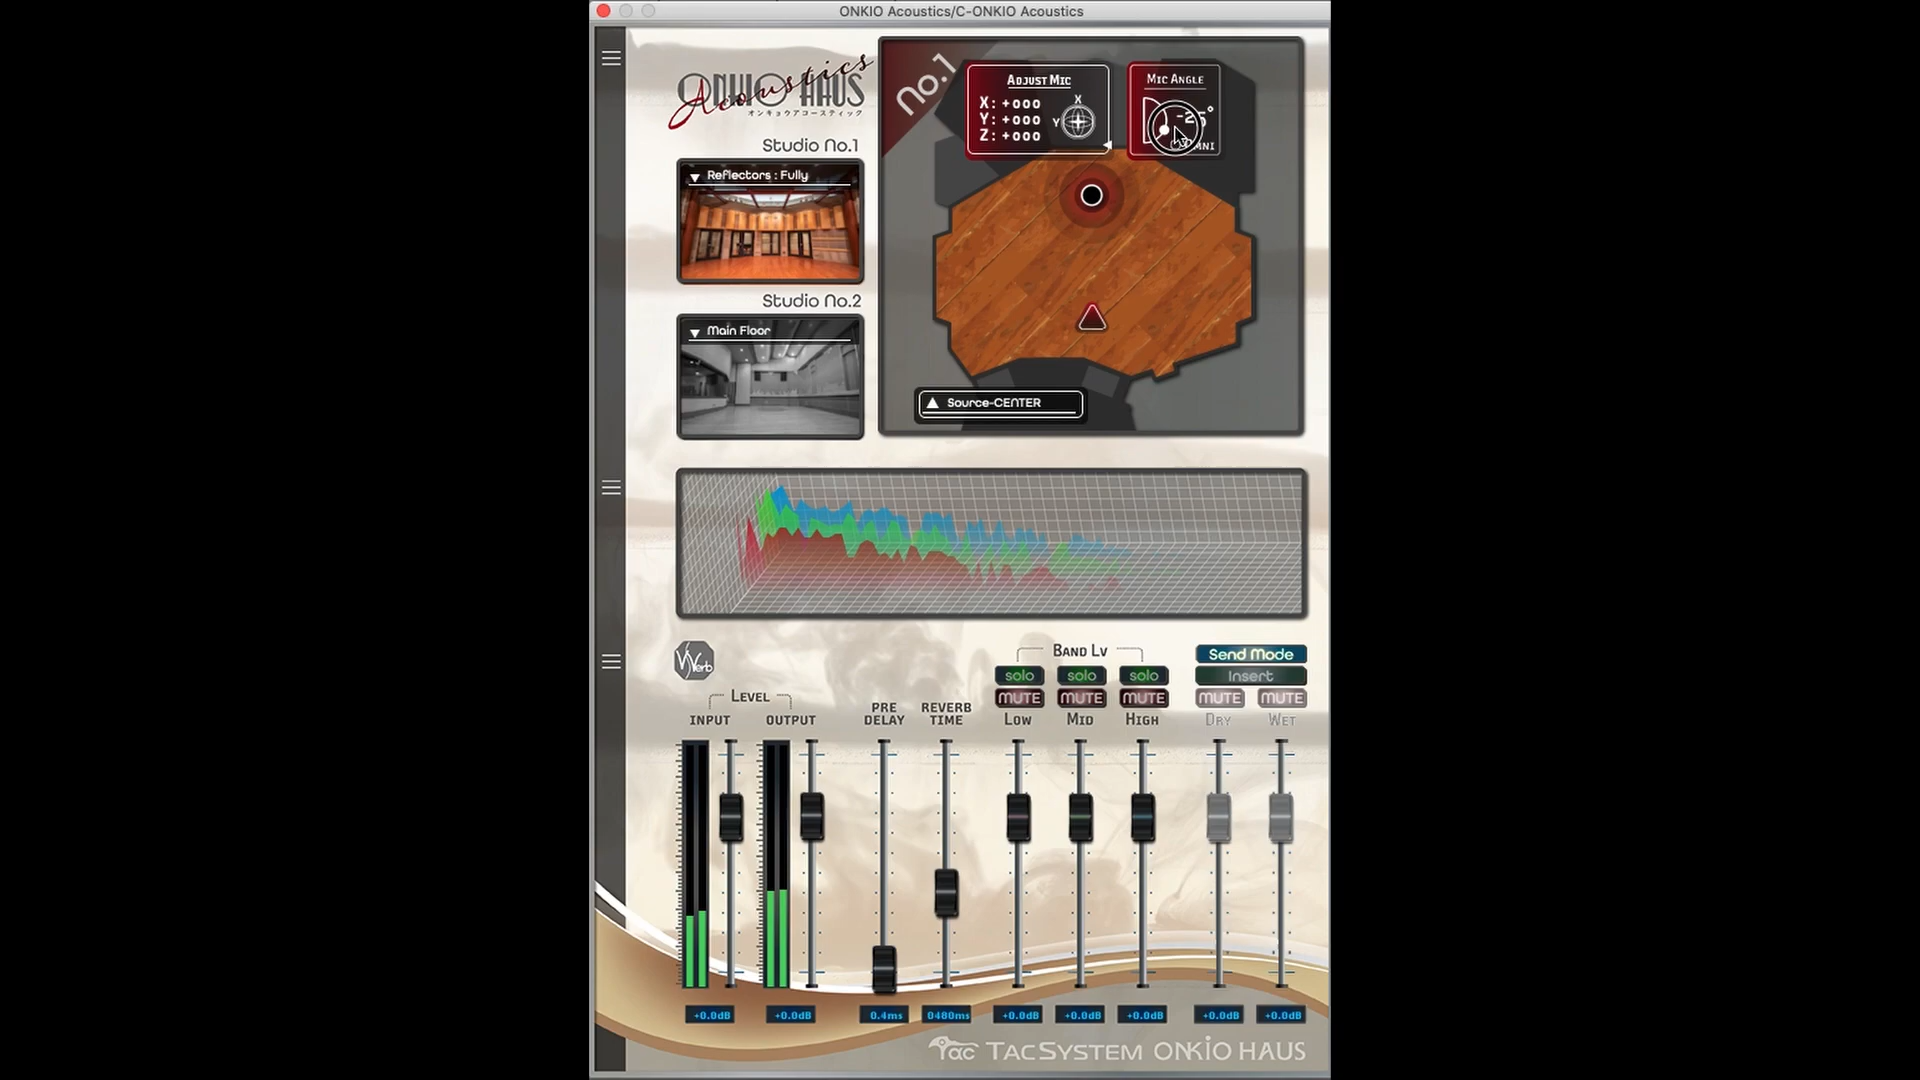 ONKIO Acoustics/C-ONKIO Acoustics
ONKIO HAUS
Acoustics
オンキョウアコースティック
No.1
ADJUST MIC
X: +000
Y: +000
Z: +000
X
Y
MIC ANGLE
Studio No.1
Reflectors : Fully
Studio No.2
Main Floor
Source-CENTER
VSVerb
BAND LV
Send Mode
solo solo solo
Insert
MUTE MUTE MUTE MUTE MUTE
LEVEL
INPUT OUTPUT
PRE DELAY
REVERB TIME
LOW MID HIGH DRY WET
+0.0dB +0.0dB 0.4ms 0480ms +0.0dB +0.0dB +0.0dB +0.0dB +0.0dB
Tac TACSYSTEM ONKIO HAUS